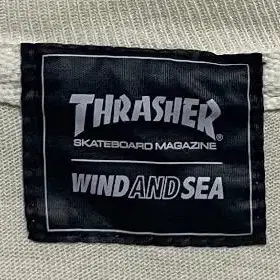 THRASHER
SKATEBOARD MAGAZINE
WIND AND SEA